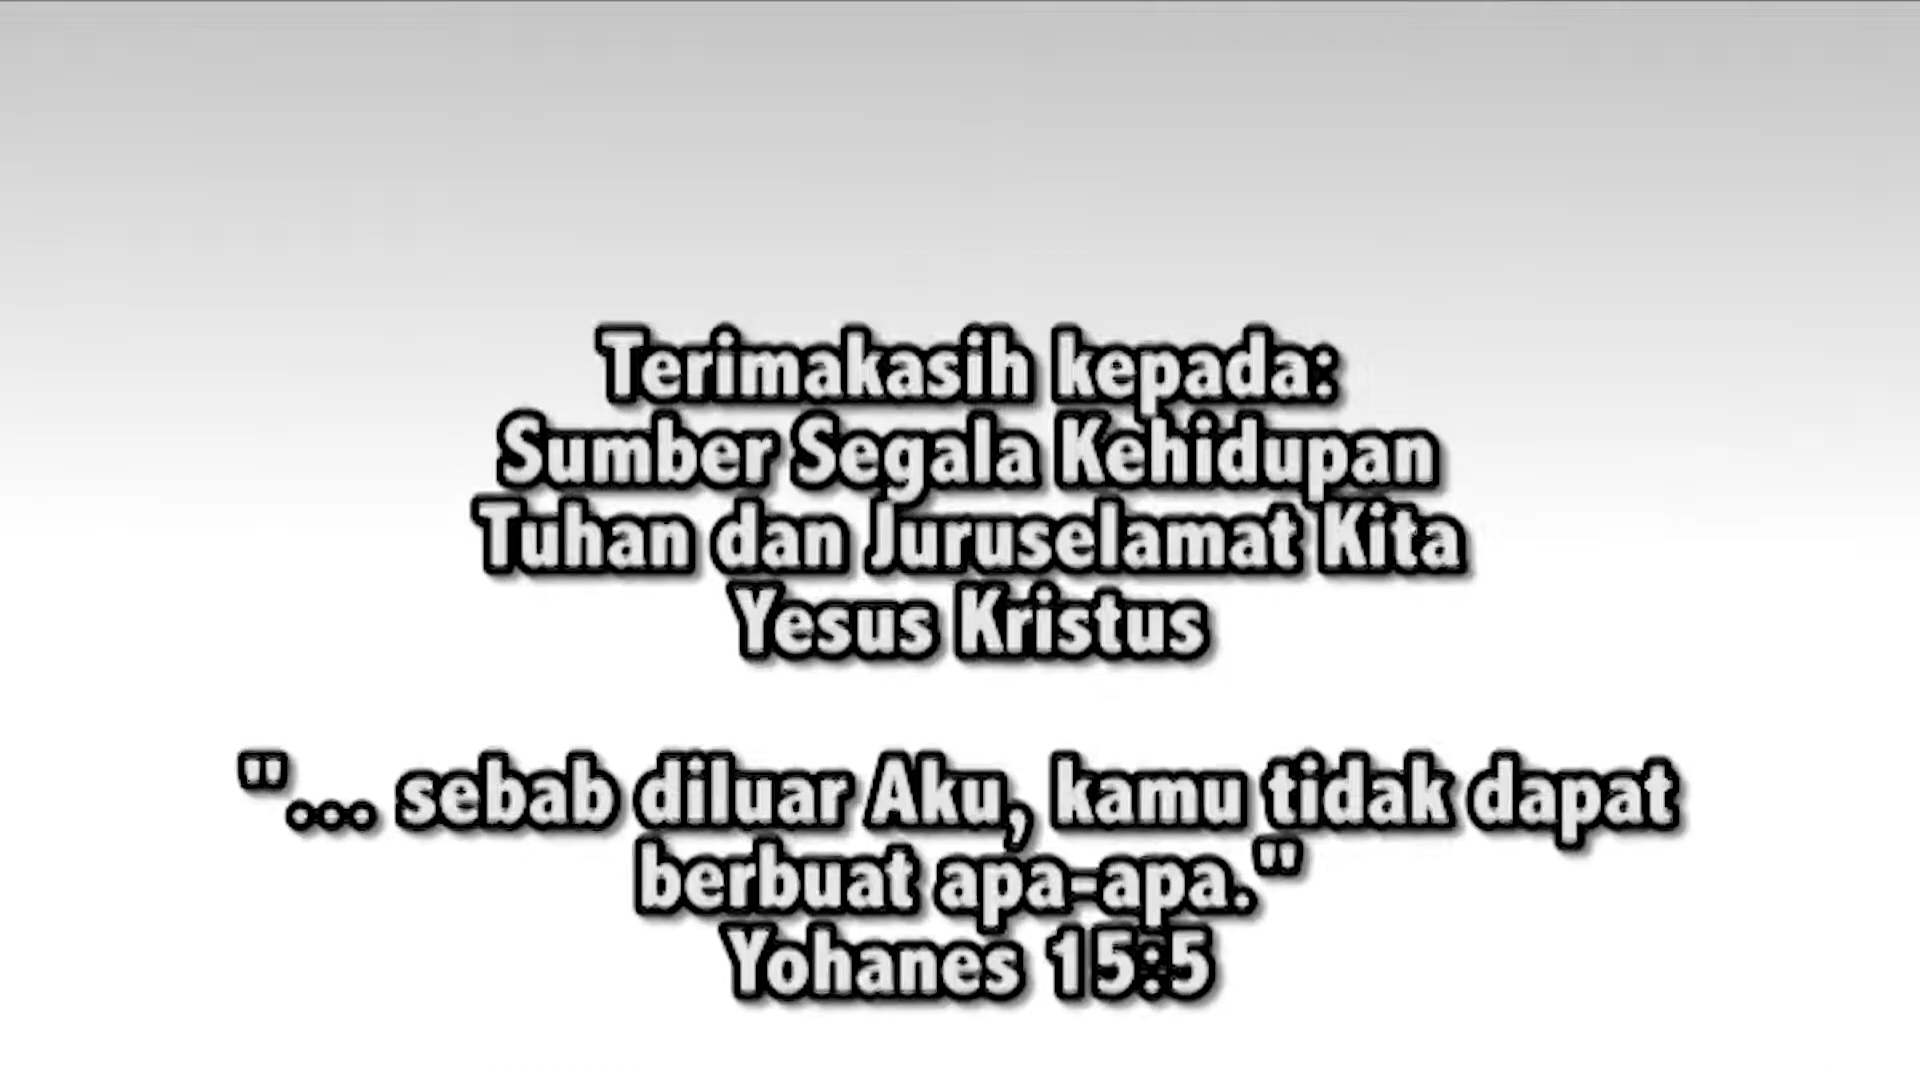 Terimakasih kepada:
Sumber Segala Kehidupan
Tuhan dan Juruselamat Kita
Yesus Kristus
"... sebab diluar Aku, kamu tidak dapat
berbuat apa-apa."
Yohanes 15:5